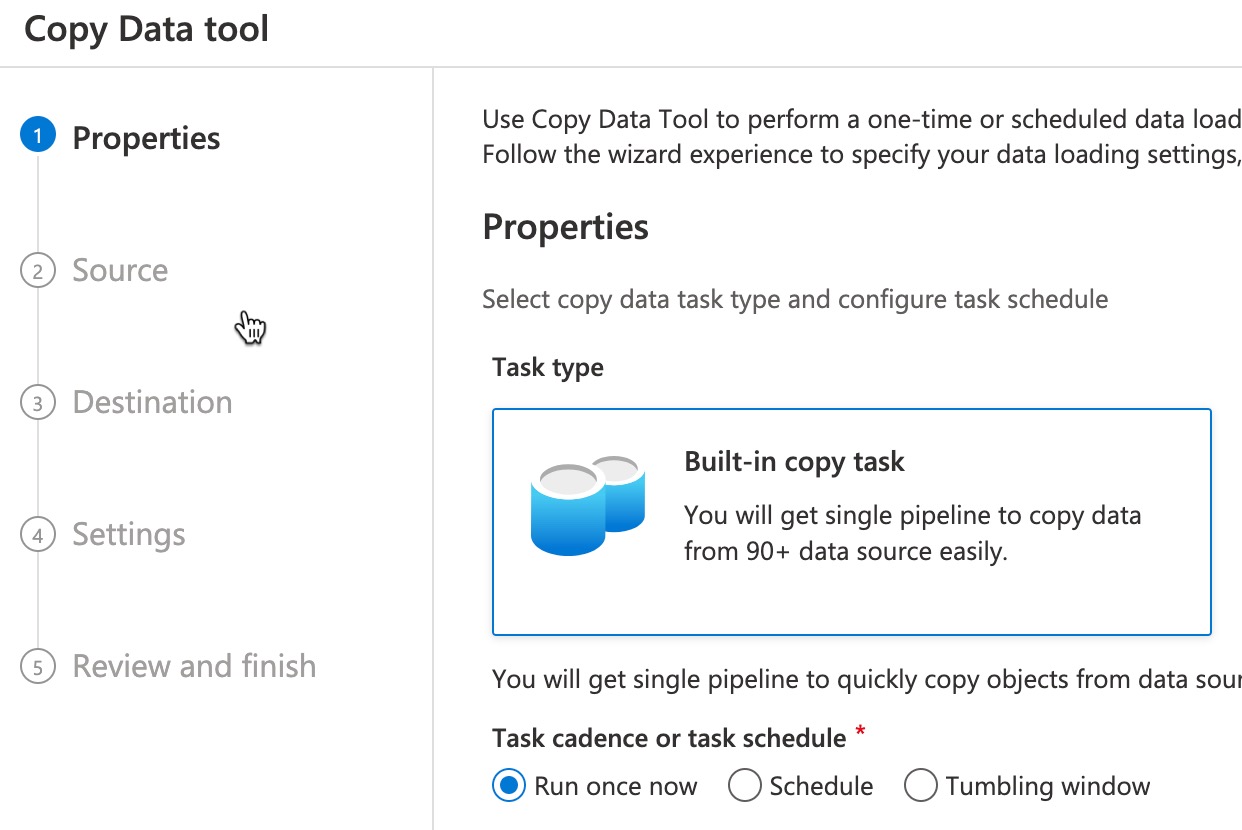 Copy Data tool
1 Properties
2 Source
3 Destination
4 Settings
5 Review and finish
Use Copy Data Tool to perform a one-time or scheduled data load
Follow the wizard experience to specify your data loading settings,
Properties
Select copy data task type and configure task schedule
Task type
Built-in copy task
You will get single pipeline to copy data
from 90+ data source easily.
You will get single pipeline to quickly copy objects from data
Task cadence or task schedule *
Run once now Schedule Tumbling window